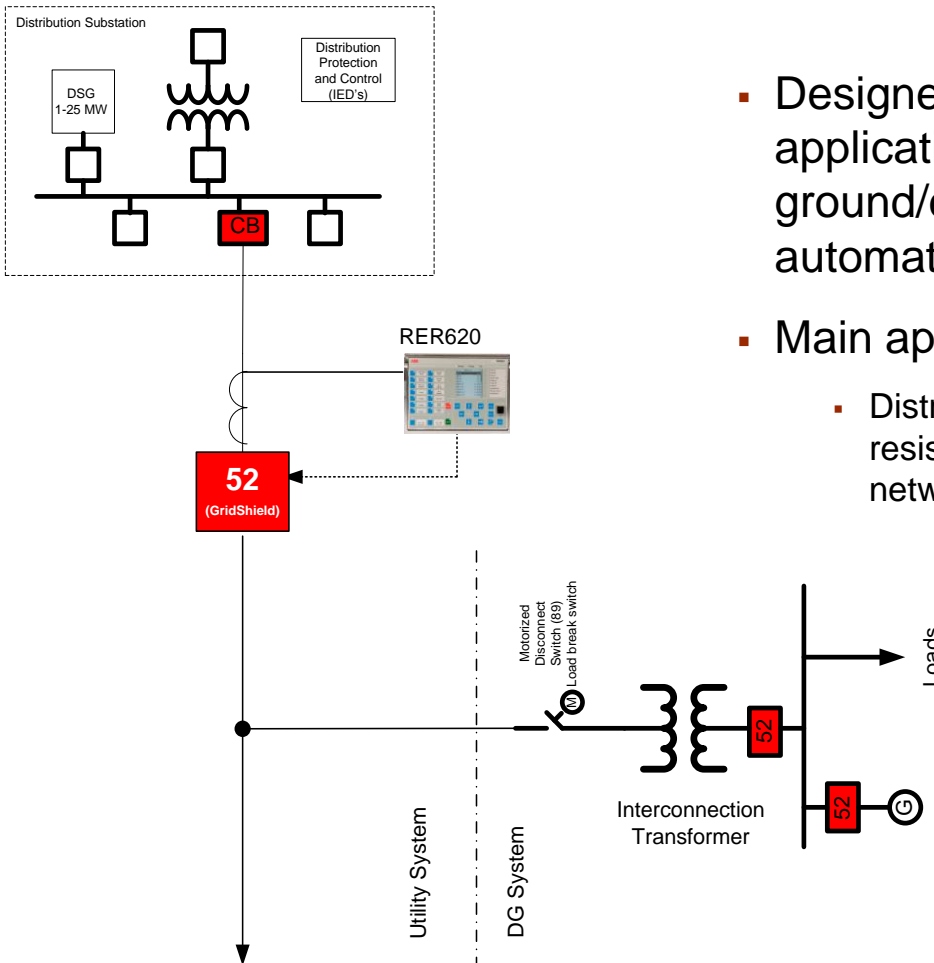 Distribution Substation
DSG
1-25 MW
Distribution
Protection
and Control
(IED's)
CB
RER620
52
(GridShield)
Motorized
Disconnect
Switch (89)
Load break switch
M
Interconnection
Transformer
52
52
G
Loads
Utility System
DG System
▪ Designe
applicat
ground/
automat
▪ Main ap
▪ Distr
resis
netw